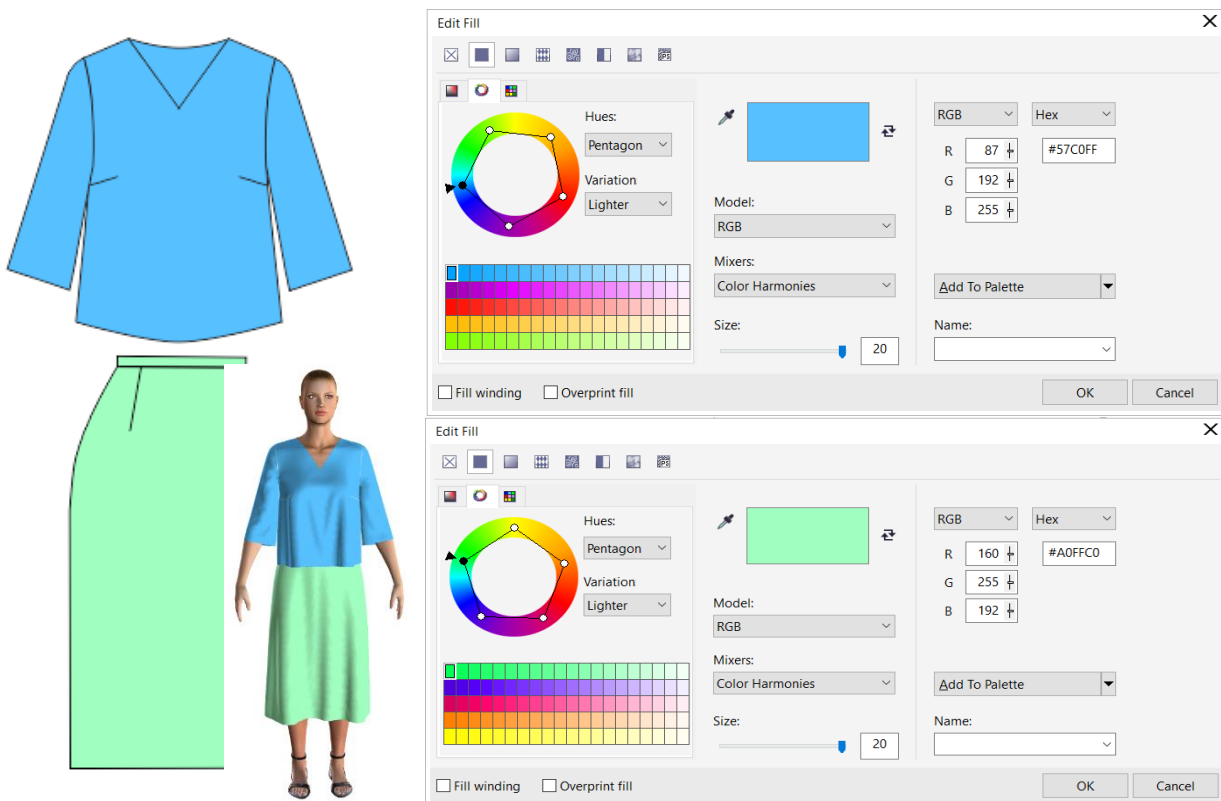 Edit Fill
Hues:
Pentagon
Variation
Lighter
Model:
RGB
Mixers:
Color Harmonies
Size:
20
RGB
Hex
R 87
#57C0FF
G 192
B 255
Add To Palette
Name:
Fill winding
Overprint fill
OK
Cancel
Edit Fill
Hues:
Pentagon
Variation
Lighter
Model:
RGB
Mixers:
Color Harmonies
Size:
20
RGB
Hex
R 160
#A0FFC0
G 255
B 192
Add To Palette
Name:
Fill winding
Overprint fill
OK
Cancel